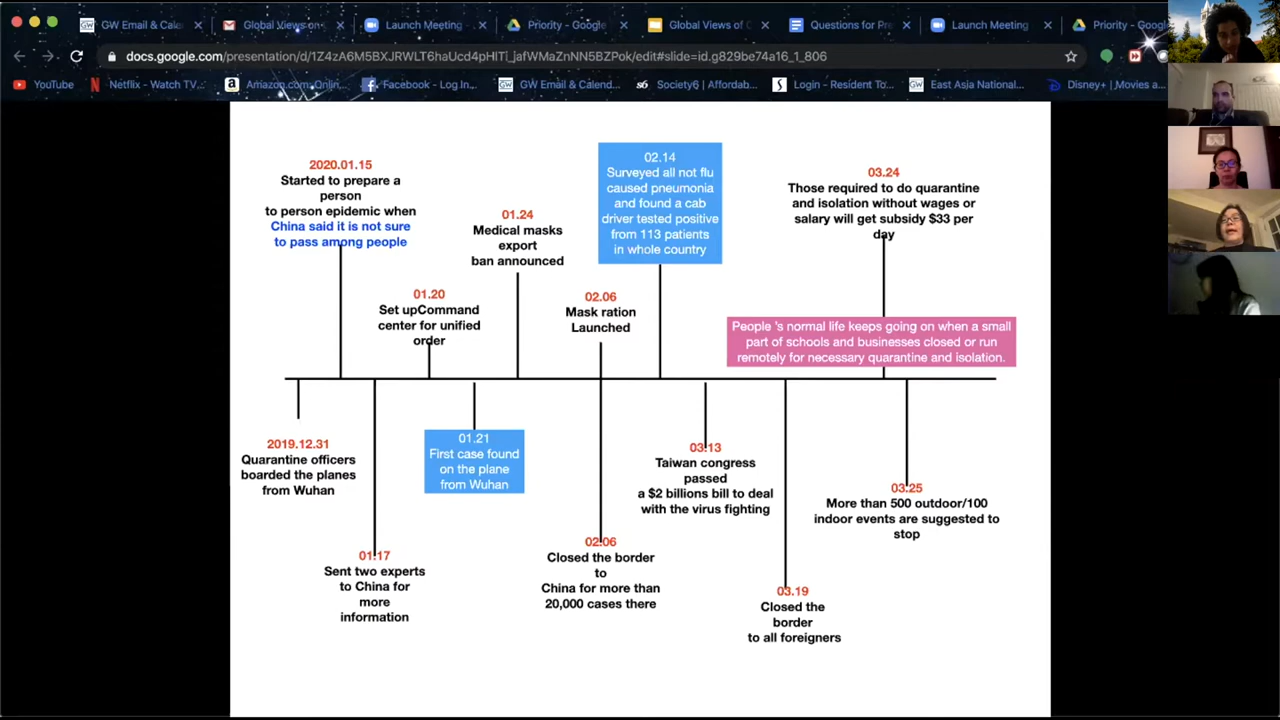 GW Email & Cale
Global Views on
Launch Meeting -
Priority - Google
Global Views of C
Questions for Pre
Launch Meeting
Priority - Goog
docs.google.com/presentation/d/1Z4zA6M5BXJRWLT6haUcd4pHITl_jafWMaZnNN5BZPok/edit#slide=id.g829be74a16_1_806
YouTube
Netflix - Watch TV...
Amazon.com: Onlin...
Facebook - Log In,...
GW Email & Calend...
Society6 | Affordab...
Login - Resident To...
East Asia National...
Disney+ | Movies a...
2020.01.15
Started to prepare a
person
to person epidemic when
China said it is not sure
to pass among people
01.24
Medical masks
export
ban announced
02.14
Surveyed all not flu
caused pneumonia
and found a cab
driver tested positive
from 113 patients
in whole country
03.24
Those required to do quarantine
and isolation without wages or
salary will get subsidy $33 per
day
01.20
Set upCommand
center for unified
order
02.06
Mask ration
Launched
People 's normal life keeps going on when a small
part of schools and businesses closed or run
remotely for necessary quarantine and isolation.
2019.12.31
Quarantine officers
boarded the planes
from Wuhan
01.21
First case found
on the plane
from Wuhan
03.13
Taiwan congress
passed
a $2 billions bill to deal
with the virus fighting
03.25
More than 500 outdoor/100
indoor events are suggested to
stop
01.17
Sent two experts
to China for
more
information
02.06
Closed the border
to
China for more than
20,000 cases there
03.19
Closed the
border
to all foreigners